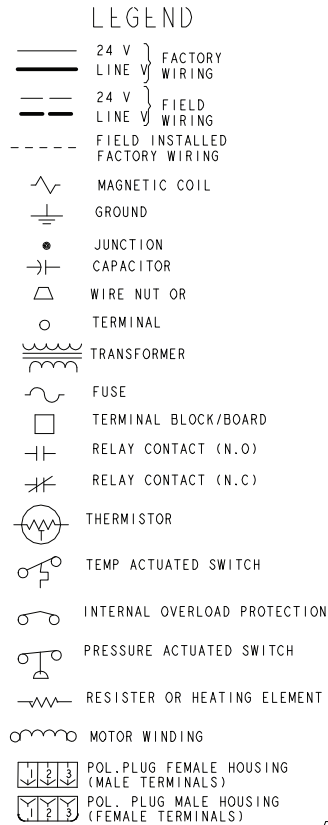 LEGEND
24 V
LINE V
FACTORY
WIRING
24 V
LINE V
FIELD
WIRING
FIELD INSTALLED
FACTORY WIRING
MAGNETIC COIL
GROUND
JUNCTION
CAPACITOR
WIRE NUT OR
TERMINAL
TRANSFORMER
FUSE
TERMINAL BLOCK/BOARD
RELAY CONTACT (N.O)
RELAY CONTACT (N.C)
THERMISTOR
T
TEMP ACTUATED SWITCH
INTERNAL OVERLOAD PROTECTION
PRESSURE ACTUATED SWITCH
RESISTER OR HEATING ELEMENT
MOTOR WINDING
1 2 3 POL.PLUG FEMALE HOUSING
(MALE TERMINALS)
1 2 3 POL. PLUG MALE HOUSING
(FEMALE TERMINALS)